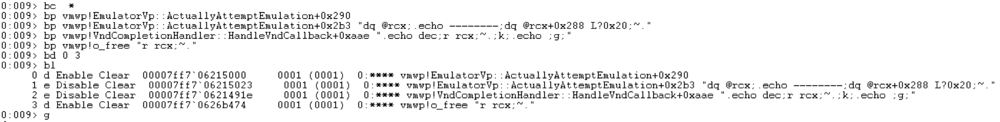 0:009> bc  *
0:009> bp vmwp!EmulatorVp::ActuallyAttemptEmulation+0x290
0:009> bp vmwp!EmulatorVp::ActuallyAttemptEmulation+0x2b3 "dq @rcx;.echo --------;dq @rcx+0x288 L?0x20;~."
0:009> bp vmwp!VndCompletionHandler::HandleVndCallback+0xaae ".echo dec;r rcx;~.;k;.echo ;g;"
0:009> bp vmwp!o_free "r rcx;~."
0:009> bd 0 3
0:009> bl
     0 d Enable Clear  00007ff7`06215000     0001 (0001)  0:**** vmwp!EmulatorVp::ActuallyAttemptEmulation+0x290
     1 e Disable Clear  00007ff7`06215023     0001 (0001)  0:**** vmwp!EmulatorVp::ActuallyAttemptEmulation+0x2b3 "dq @rcx;.echo --------;dq @rcx+0x288 L?0x20;~."
     2 e Disable Clear  00007ff7`0621491e     0001 (0001)  0:**** vmwp!VndCompletionHandler::HandleVndCallback+0xaae ".echo dec;r rcx;~.;k;.echo ;g;"
     3 d Enable Clear  00007ff7`0626b474     0001 (0001)  0:**** vmwp!o_free "r rcx;~."
0:009> g